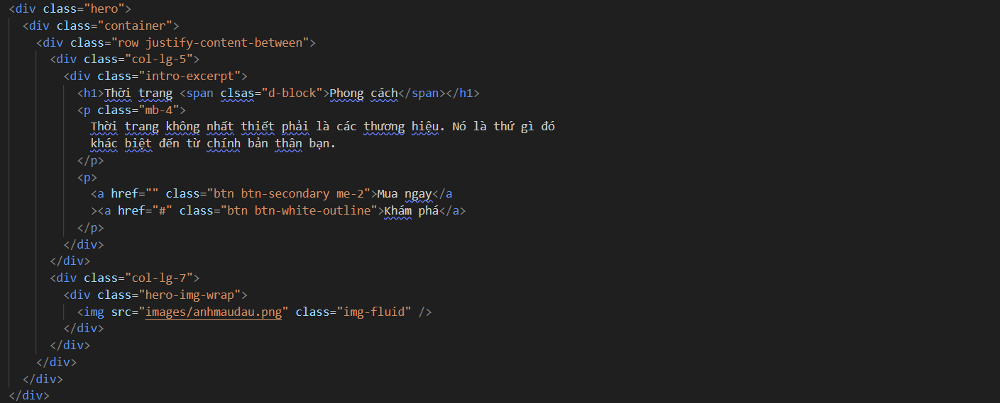 <div class="hero">
<div class="container">
<div class="row justify-content-between">
<div class="col-lg-5">
<div class="intro-excerpt">
<h1>Thời trang <span clsas="d-block">Phong cách</span></h1>
<p class="mb-4">
Thời trang không nhất thiết phải là các thương hiệu. Nó là thứ gì đó
khác biệt đến từ chính bản thân bạn.
</p>
<p>
<a href="" class="btn btn-secondary me-2">Mua ngay</a
><a href="#" class="btn btn-white-outline">Khám phá</a>
</p>
</div>
</div>
<div class="col-lg-7">
<div class="hero-img-wrap">
<img src="images/anhmaudau.png" class="img-fluid" />
</div>
</div>
</div>
</div>
</div>